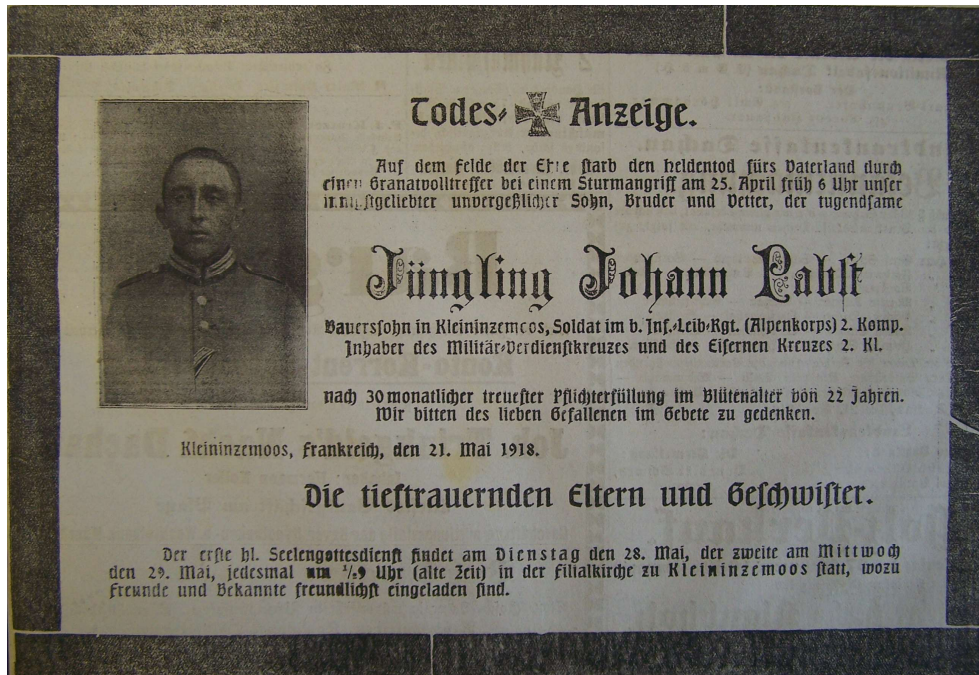 Todes- Anzeige.
Auf dem Felde der Ehre starb den Heldentod fürs Vaterland durch
einen Granatvolltreffer bei einem Sturmangriff am 25. April früh 6 Uhr unser
innigstgeliebter unvergeßlicher Sohn, Bruder und Vetter, der tugendsame
Jüngling Johann Pabst
Bauerssohn in Kleininzemoos, Soldat im b. Inf.-Leib-Rgt. (Alpenkorps) 2. Komp.
Inhaber des Militär-Verdienstkreuzes und des Eisernen Kreuzes 2. Kl.
nach 30monatlicher treuester Pflichterfüllung im Blütenalter von 22 Jahren.
Wir bitten des lieben Gefallenen im Gebete zu gedenken.
Kleininzemoos, Frankreich, den 21. Mai 1918.
Die tieftrauernden Eltern und Geschwister.
Der erste hl. Seelengottesdienst findet am Dienstag den 28. Mai, der zweite am Mittwoch
den 29. Mai, jedesmal um ½9 Uhr (alte Zeit) in der Filialkirche zu Kleininzemoos statt, wozu
Freunde und Bekannte freundlichst eingeladen sind.